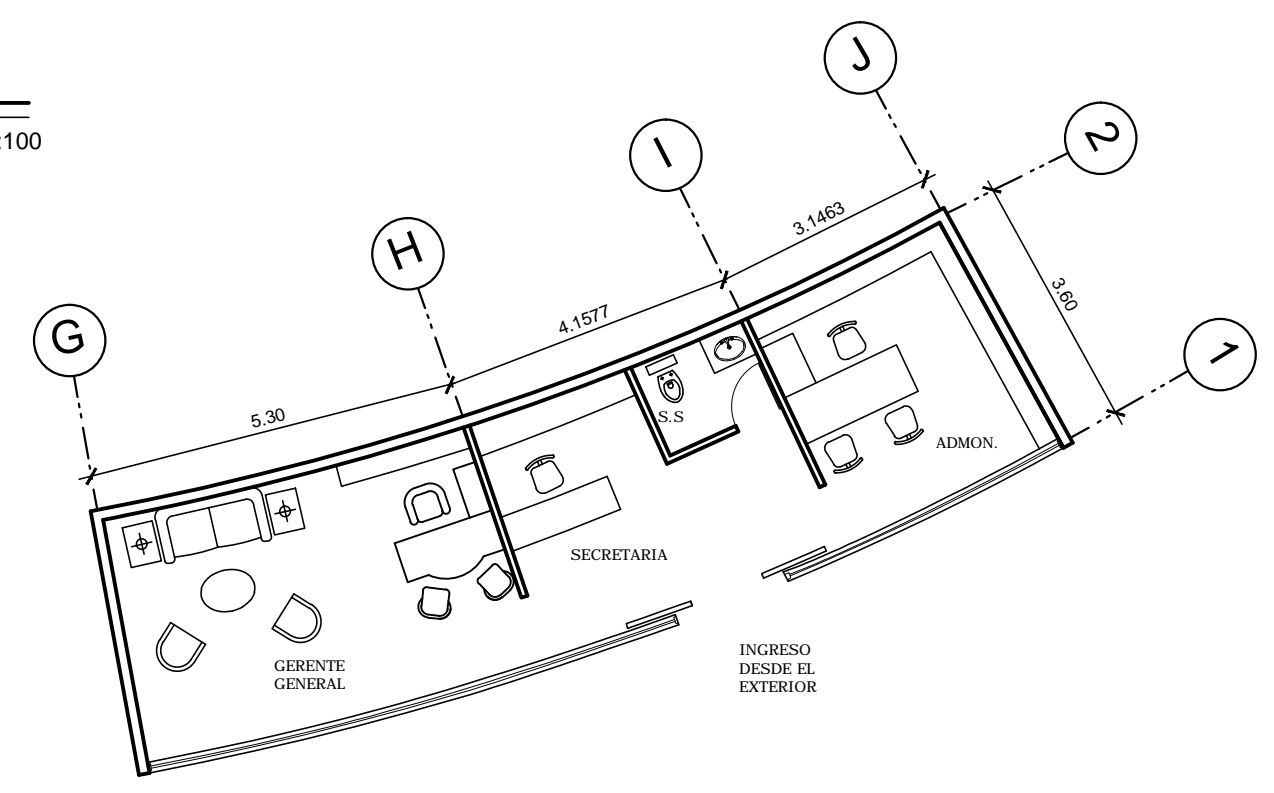 J
2
:100
I
3.1463
H
3.60
G
4.1577
1
5.30
S.S
ADMON.
SECRETARIA
INGRESO
DESDE EL
EXTERIOR
GERENTE
GENERAL